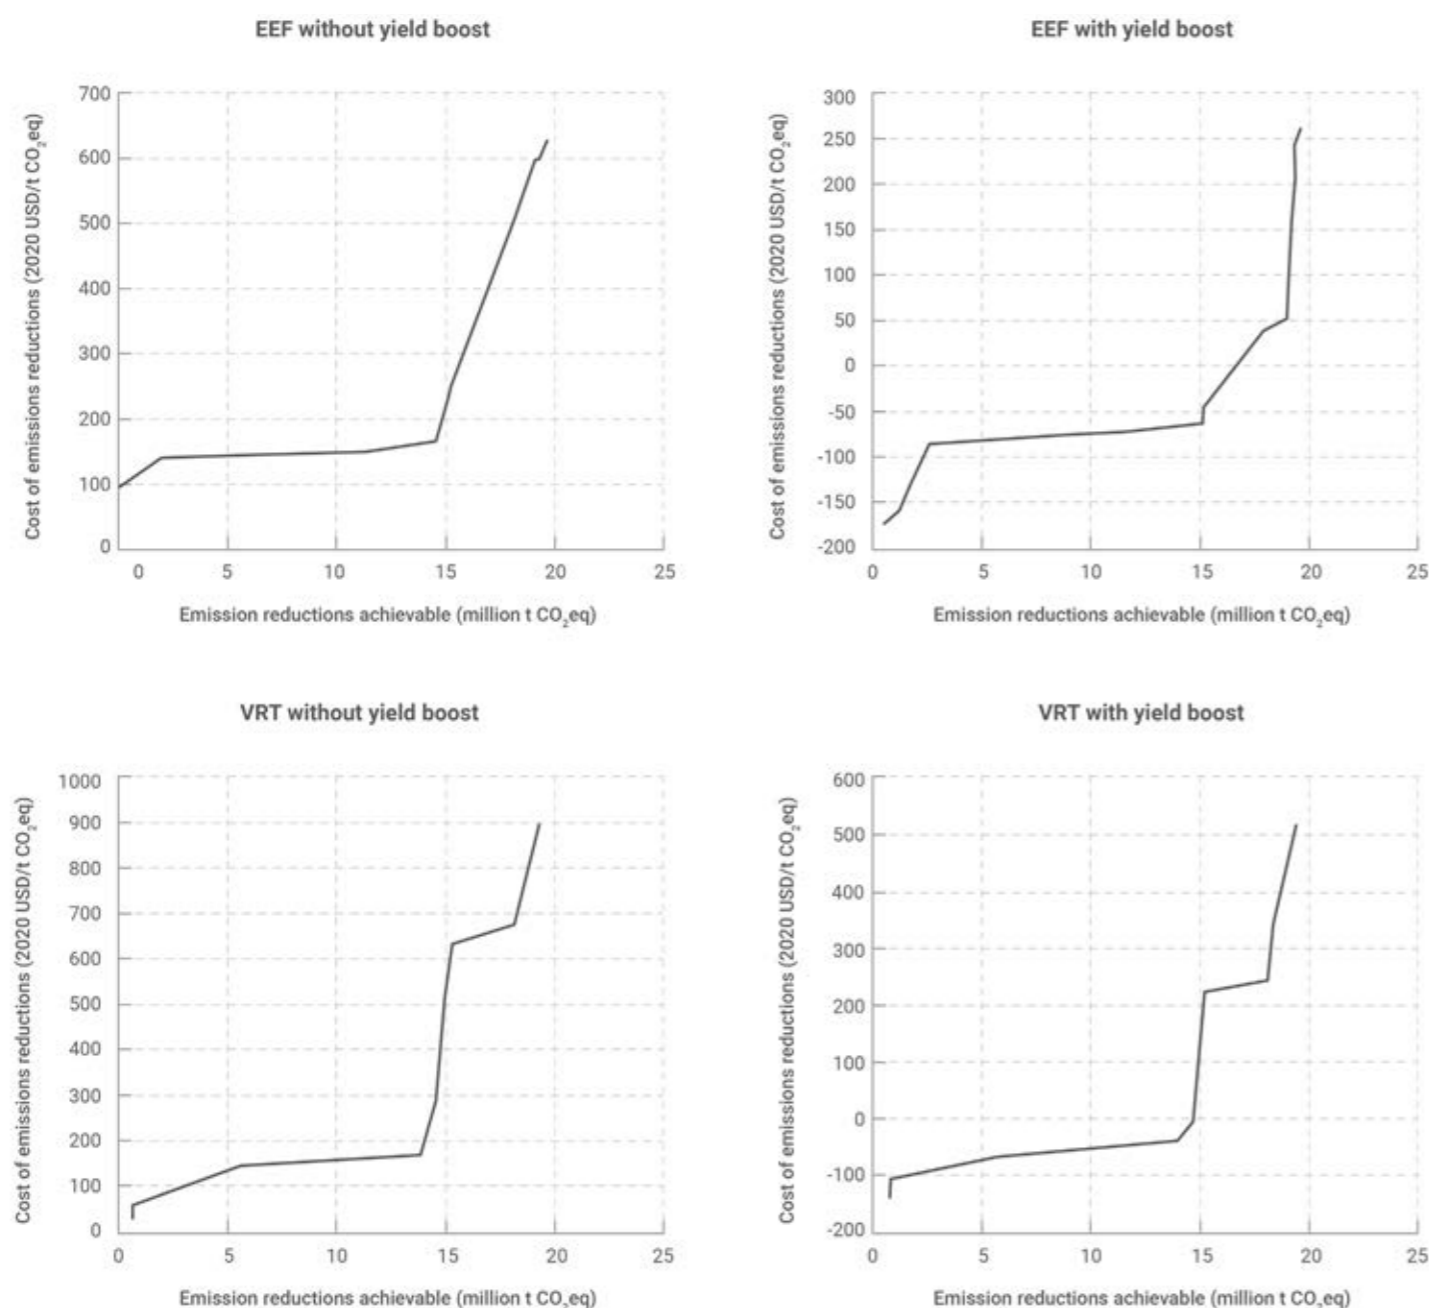 EEF without yield boost
Cost of emissions reductions (2020 USD/t CO₂eq)
700
600
500
400
300
200
100
0
0 5 10 15 20 25
Emission reductions achievable (million t CO₂eq)
EEF with yield boost
Cost of emissions reductions (2020 USD/t CO₂eq)
300
250
200
150
100
50
0
-50
-100
-150
-200
0 5 10 15 20 25
Emission reductions achievable (million t CO₂eq)
VRT without yield boost
Cost of emissions reductions (2020 USD/t CO₂eq)
1000
900
800
700
600
500
400
300
200
100
0
0 5 10 15 20 25
Emission reductions achievable (million t CO₂eq)
VRT with yield boost
Cost of emissions reductions (2020 USD/t CO₂eq)
600
500
400
300
200
100
0
-100
-200
0 5 10 15 20 25
Emission reductions achievable (million t CO₂eq)